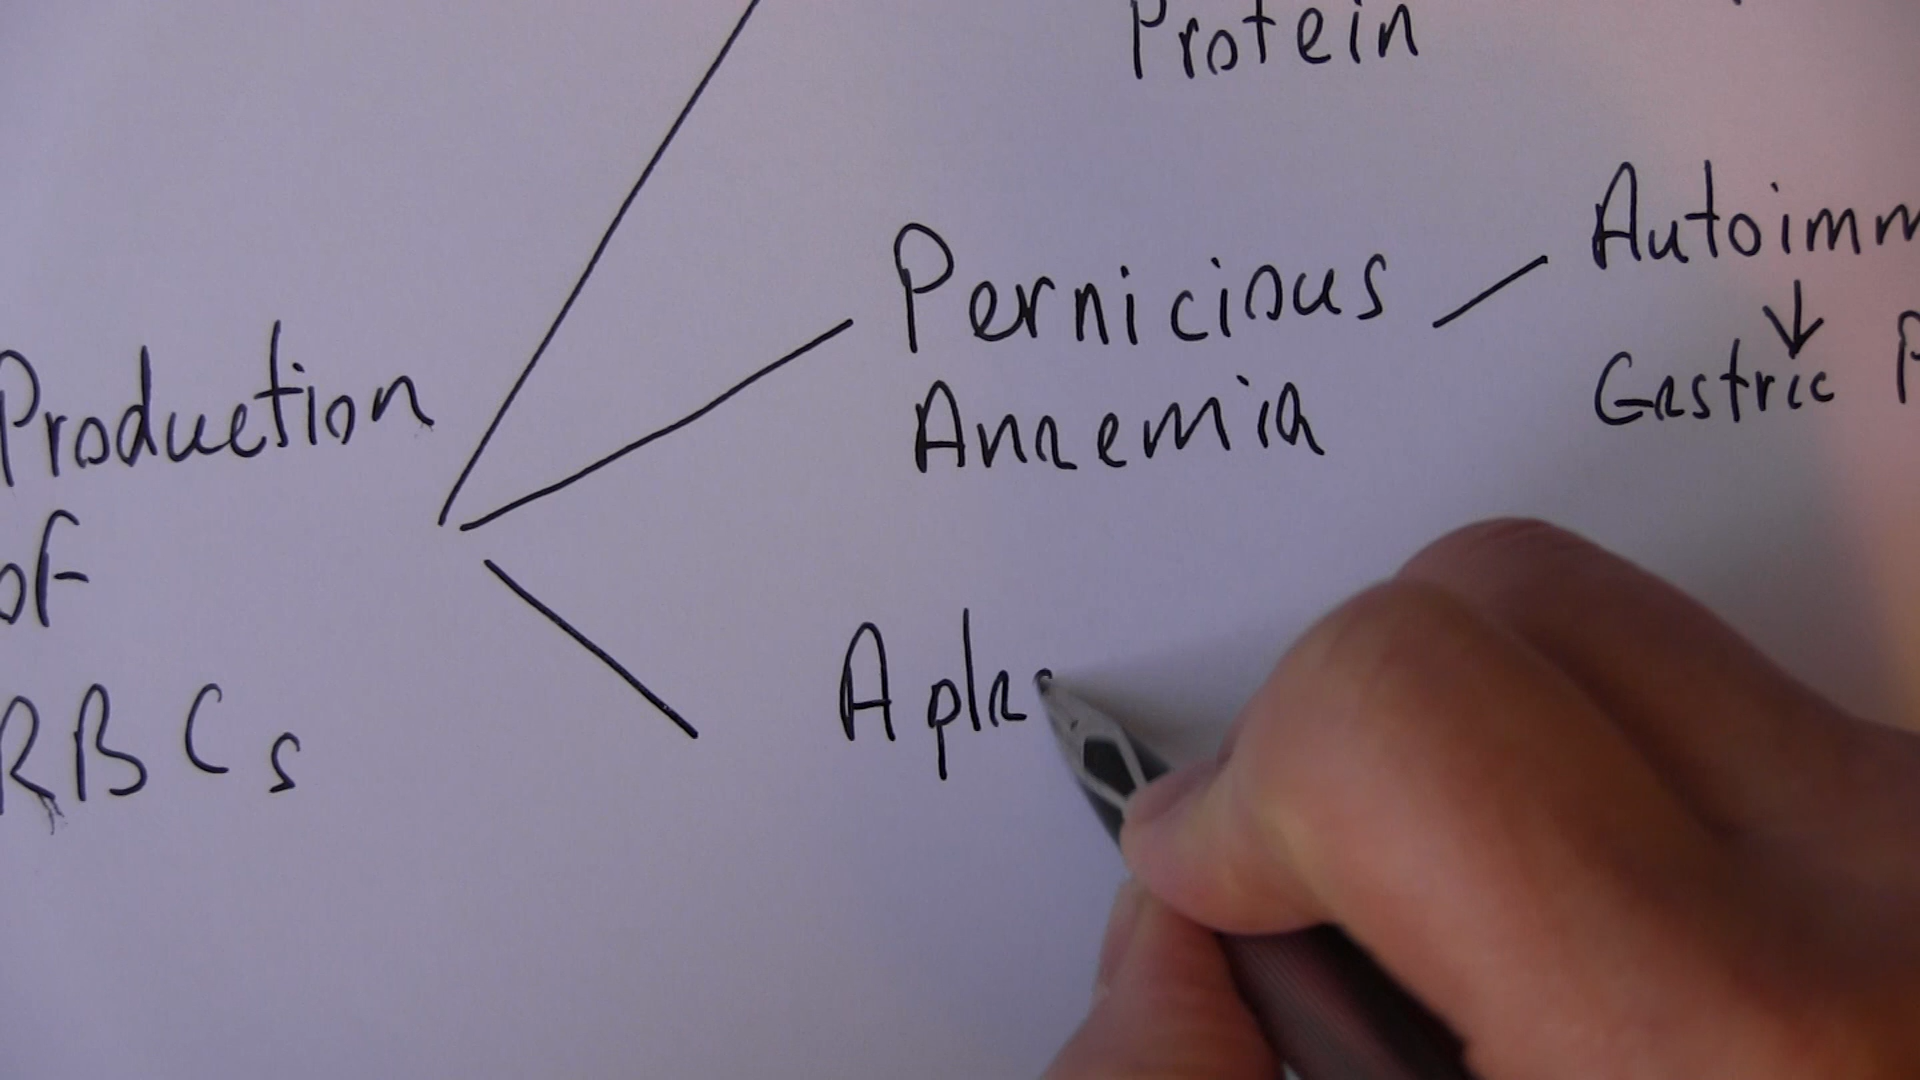 Protein
Autoimm
Pernicious
Gastric P
Production
Anaemia
of
Apla
RBCs